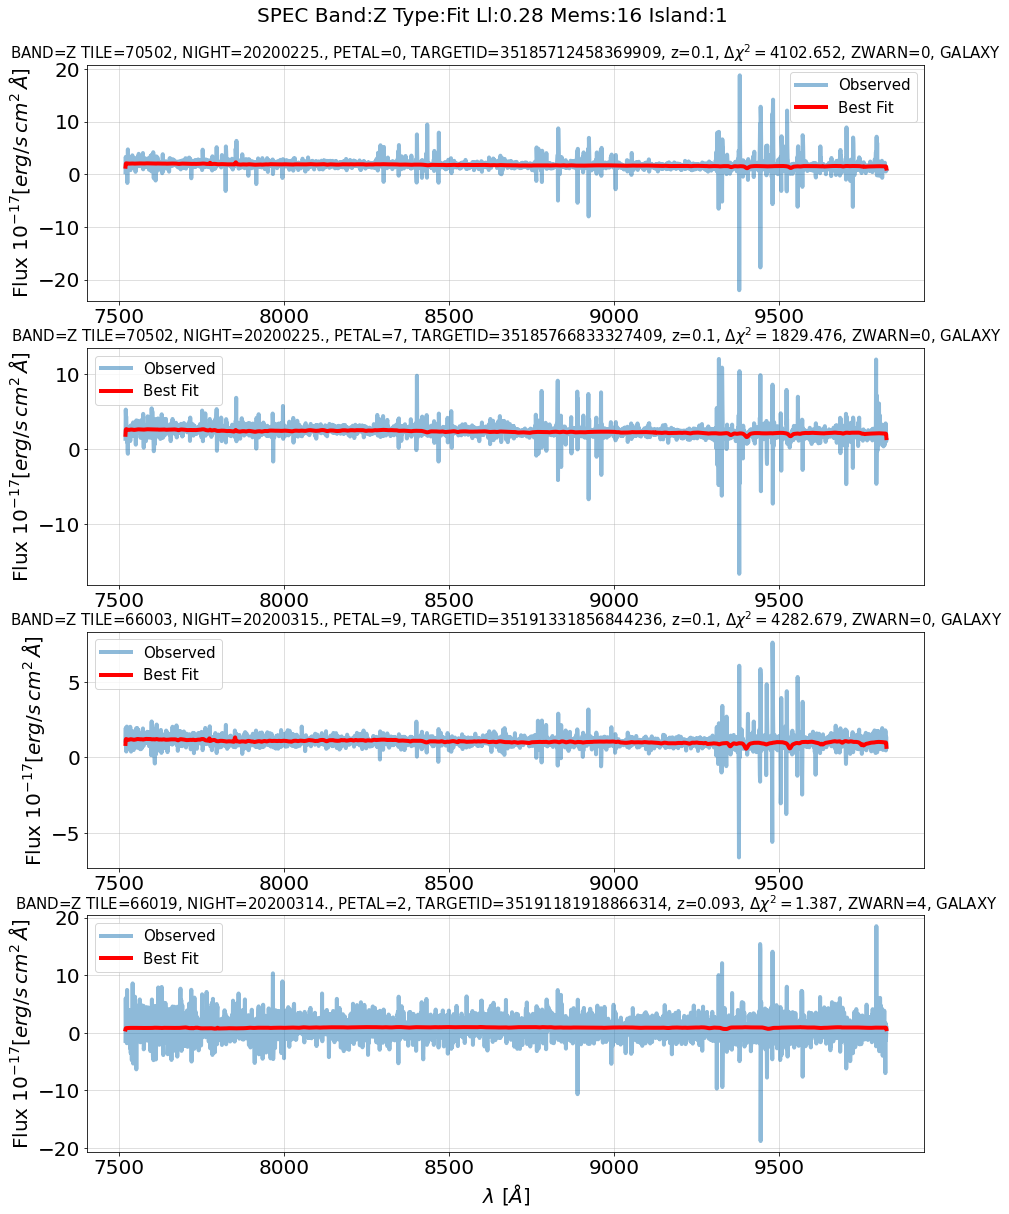 SPEC Band:Z Type:Fit Ll:0.28 Mems:16 Island:1
BAND=Z TILE=70502, NIGHT=20200225., PETAL=0, TARGETID=35185712458369909, z=0.1, Δχ² = 4102.652, ZWARN=0, GALAXY
Flux 10⁻¹⁷[erg/s cm² Å]
20
10
0
−10
−20
Observed
Best Fit
7500 8000 8500 9000 9500
BAND=Z TILE=70502, NIGHT=20200225., PETAL=7, TARGETID=35185766833327409, z=0.1, Δχ² = 1829.476, ZWARN=0, GALAXY
Flux 10⁻¹⁷[erg/s cm² Å]
10
0
−10
Observed
Best Fit
7500 8000 8500 9000 9500
BAND=Z TILE=66003, NIGHT=20200315., PETAL=9, TARGETID=35191331856844236, z=0.1, Δχ² = 4282.679, ZWARN=0, GALAXY
Flux 10⁻¹⁷[erg/s cm² Å]
5
0
−5
Observed
Best Fit
7500 8000 8500 9000 9500
BAND=Z TILE=66019, NIGHT=20200314., PETAL=2, TARGETID=35191181918866314, z=0.093, Δχ² = 1.387, ZWARN=4, GALAXY
Flux 10⁻¹⁷[erg/s cm² Å]
20
10
0
−10
−20
Observed
Best Fit
7500 8000 8500 9000 9500
λ [Å]